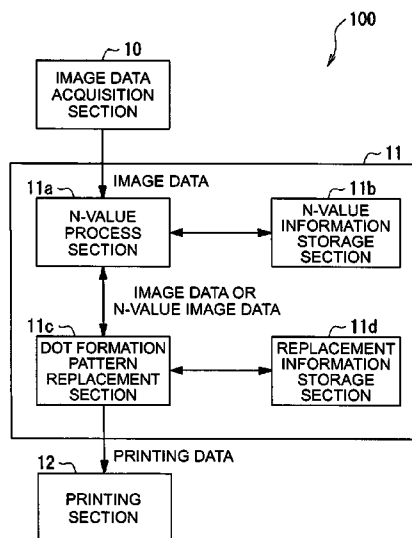 100
10
IMAGE DATA
ACQUISITION
SECTION
11
IMAGE DATA
11a
N-VALUE
PROCESS
SECTION
11b
N-VALUE
INFORMATION
STORAGE
SECTION
IMAGE DATA OR
N-VALUE IMAGE DATA
11c
DOT FORMATION
PATTERN
REPLACEMENT
SECTION
11d
REPLACEMENT
INFORMATION
STORAGE
SECTION
PRINTING DATA
12
PRINTING
SECTION